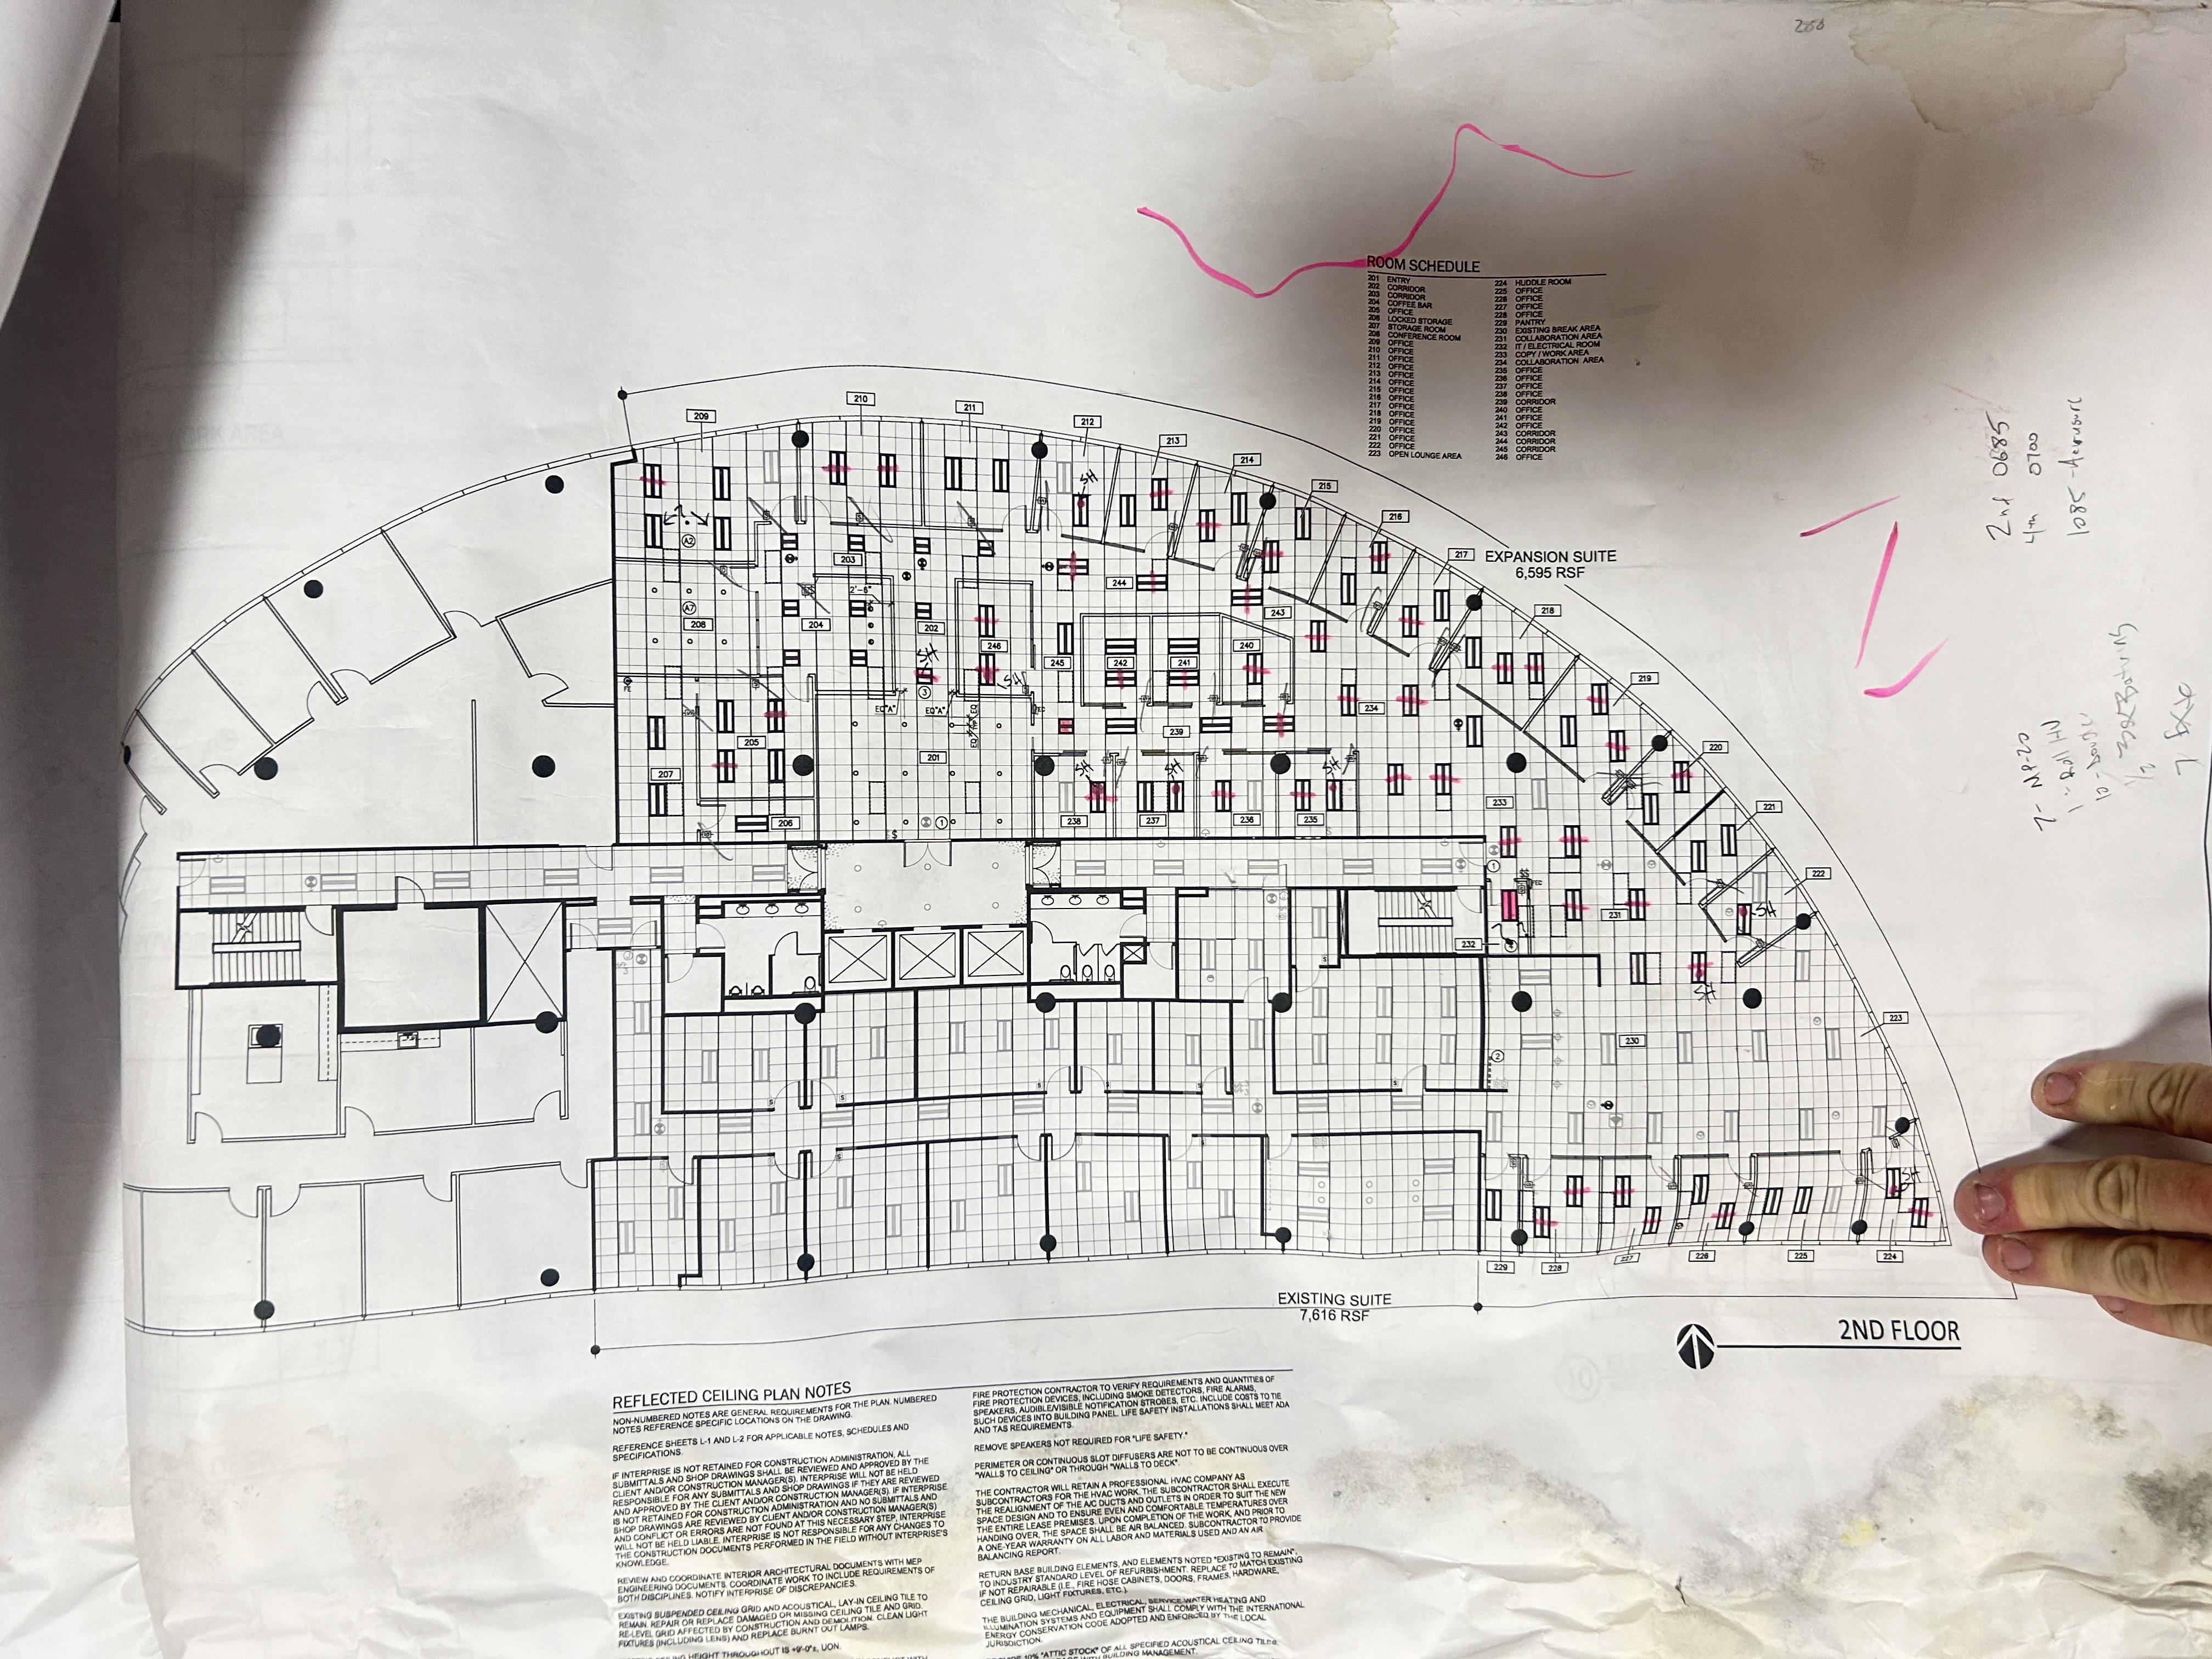 280
ROOM SCHEDULE
201 ENTRY
202 CORRIDOR
203 CORRIDOR
204 COFFEE BAR
205 OFFICE
206 LOCKED STORAGE
207 STORAGE ROOM
208 CONFERENCE ROOM
209 OFFICE
210 OFFICE
211 OFFICE
212 OFFICE
213 OFFICE
214 OFFICE
215 OFFICE
216 OFFICE
217 OFFICE
218 OFFICE
219 OFFICE
220 OFFICE
221 OFFICE
222 OFFICE
223 OPEN LOUNGE AREA
224 HUDDLE ROOM
225 OFFICE
226 OFFICE
227 OFFICE
228 OFFICE
229 PANTRY
230 EXISTING BREAK AREA
231 COLLABORATION AREA
232 IT / ELECTRICAL ROOM
233 COPY / WORK AREA
234 COLLABORATION AREA
235 OFFICE
236 OFFICE
237 OFFICE
238 OFFICE
239 CORRIDOR
240 OFFICE
241 OFFICE
242 OFFICE
243 CORRIDOR
244 CORRIDOR
245 CORRIDOR
246 OFFICE
2nd 0685
4th 0700
1085 -
7 - NP-20
EXPANSION SUITE
6,595 RSF
209
210
211
212
213
214
215
216
217
218
219
220
221
222
223
SH
?
A2
203
244
243
A7
208
204
2'-6"
202
246
245
242
241
240
SH
SH
3
EQ"A"
EQ"A"
EQ
EQ
234
205
239
201
207
SH
SH
SH
206
1
238
237
236
235
233
1
231
SH
232
SH
230
2
SH
229
228
227
226
225
224
EXISTING SUITE
7,616 RSF
2ND FLOOR
REFLECTED CEILING PLAN NOTES
NON-NUMBERED NOTES ARE GENERAL REQUIREMENTS FOR THE PLAN. NUMBERED
NOTES REFERENCE SPECIFIC LOCATIONS ON THE DRAWING.
REFERENCE SHEETS L-1 AND L-2 FOR APPLICABLE NOTES, SCHEDULES AND
SPECIFICATIONS.
IF INTERPRISE IS NOT RETAINED FOR CONSTRUCTION ADMINISTRATION, ALL
SUBMITTALS AND SHOP DRAWINGS SHALL BE REVIEWED AND APPROVED BY THE
CLIENT AND/OR CONSTRUCTION MANAGER(S). INTERPRISE WILL NOT BE HELD
RESPONSIBLE FOR ANY SUBMITTALS AND SHOP DRAWINGS IF THEY ARE REVIEWED
AND APPROVED BY THE CLIENT AND/OR CONSTRUCTION MANAGER(S). IF INTERPRISE
IS NOT RETAINED FOR CONSTRUCTION ADMINISTRATION AND NO SUBMITTALS AND
SHOP DRAWINGS ARE REVIEWED BY CLIENT AND/OR CONSTRUCTION MANAGER(S)
AND CONFLICT OR ERRORS ARE NOT FOUND AT THIS NECESSARY STEP, INTERPRISE
WILL NOT BE HELD LIABLE. INTERPRISE IS NOT RESPONSIBLE FOR ANY CHANGES TO
THE CONSTRUCTION DOCUMENTS PERFORMED IN THE FIELD WITHOUT INTERPRISE'S
KNOWLEDGE.
REVIEW AND COORDINATE INTERIOR ARCHITECTURAL DOCUMENTS WITH MEP
ENGINEERING DOCUMENTS. COORDINATE WORK TO INCLUDE REQUIREMENTS OF
BOTH DISCIPLINES. NOTIFY INTERPRISE OF DISCREPANCIES.
EXISTING SUSPENDED CEILING GRID AND ACOUSTICAL, LAY-IN CEILING TILE TO
REMAIN. REPAIR OR REPLACE DAMAGED OR MISSING CEILING TILE AND GRID.
RE-LEVEL GRID AFFECTED BY CONSTRUCTION AND DEMOLITION. CLEAN LIGHT
FIXTURES (INCLUDING LENS) AND REPLACE BURNT OUT LAMPS.
CEILING HEIGHT THROUGHOUT IS +9'-0"±, UON.
FIRE PROTECTION CONTRACTOR TO VERIFY REQUIREMENTS AND QUANTITIES OF
FIRE PROTECTION DEVICES, INCLUDING SMOKE DETECTORS, FIRE ALARMS,
SPEAKERS, AUDIBLE/VISIBLE NOTIFICATION STROBES, ETC. INCLUDE COSTS TO TIE
SUCH DEVICES INTO BUILDING PANEL. LIFE SAFETY INSTALLATIONS SHALL MEET ADA
AND TAS REQUIREMENTS.
REMOVE SPEAKERS NOT REQUIRED FOR "LIFE SAFETY."
PERIMETER OR CONTINUOUS SLOT DIFFUSERS ARE NOT TO BE CONTINUOUS OVER
"WALLS TO CEILING" OR THROUGH "WALLS TO DECK".
THE CONTRACTOR WILL RETAIN A PROFESSIONAL HVAC COMPANY AS
SUBCONTRACTORS FOR THE HVAC WORK. THE SUBCONTRACTOR SHALL EXECUTE
THE REALIGNMENT OF THE A/C DUCTS AND OUTLETS IN ORDER TO SUIT THE NEW
SPACE DESIGN AND TO ENSURE EVEN AND COMFORTABLE TEMPERATURES OVER
THE ENTIRE LEASE PREMISES. UPON COMPLETION OF THE WORK, AND PRIOR TO
HANDING OVER, THE SPACE SHALL BE AIR BALANCED. SUBCONTRACTOR TO PROVIDE
A ONE-YEAR WARRANTY ON ALL LABOR AND MATERIALS USED AND AN AIR
BALANCING REPORT.
RETURN BASE BUILDING ELEMENTS, AND ELEMENTS NOTED "EXISTING TO REMAIN",
TO INDUSTRY STANDARD LEVEL OF REFURBISHMENT. REPLACE TO MATCH EXISTING
IF NOT REPAIRABLE (I.E., FIRE HOSE CABINETS, DOORS, FRAMES, HARDWARE,
CEILING GRID, LIGHT FIXTURES, ETC.).
THE BUILDING MECHANICAL, ELECTRICAL, SERVICE WATER HEATING AND
ILLUMINATION SYSTEMS AND EQUIPMENT SHALL COMPLY WITH THE INTERNATIONAL
ENERGY CONSERVATION CODE ADOPTED AND ENFORCED BY THE LOCAL
JURISDICTION.
10% "ATTIC STOCK" OF ALL SPECIFIED ACOUSTICAL CEILING TILES
WITH BUILDING MANAGEMENT.